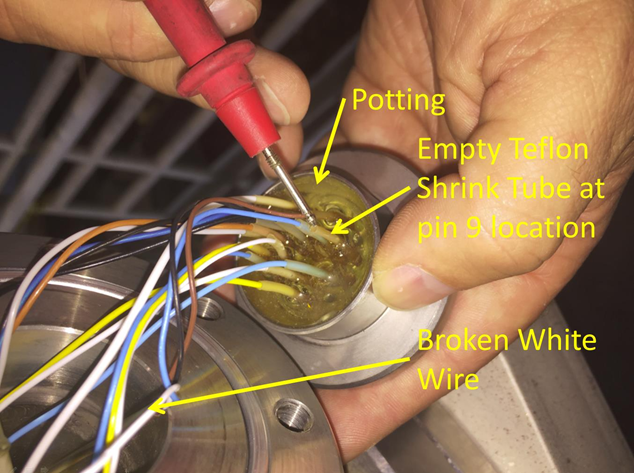 Potting
Empty Teflon
Shrink Tube at
pin 9 location
Broken White
Wire